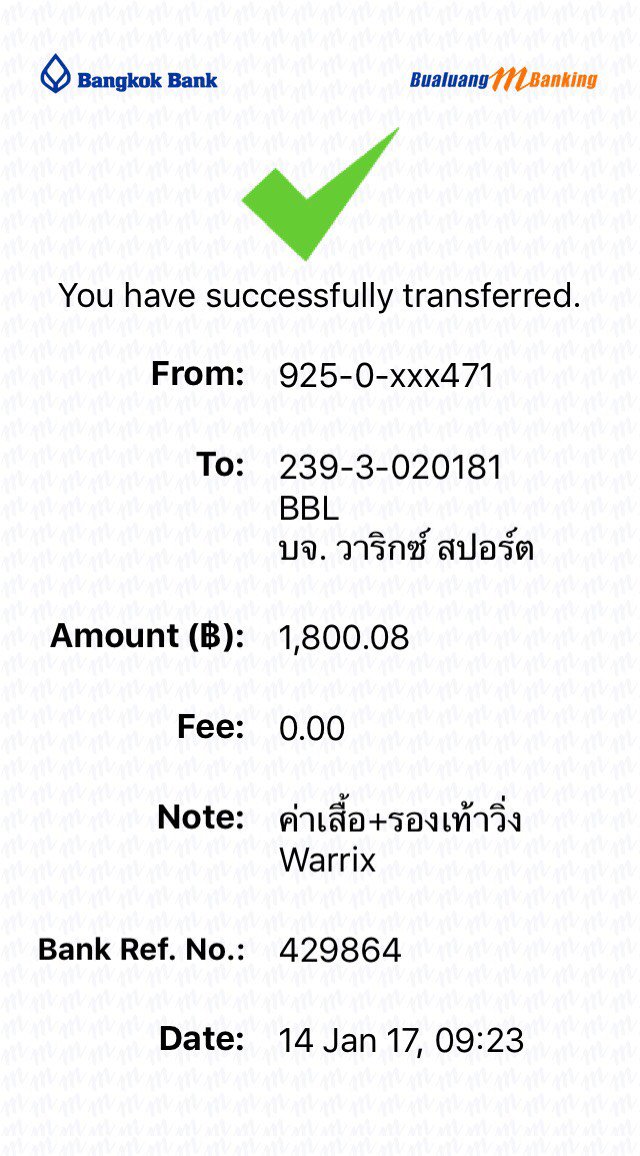 Bangkok Bank
Bualuang mBanking
You have successfully transferred.
From: 925-0-xxx471
To: 239-3-020181
BBL
บจ. วาริกซ์ สปอร์ต
Amount (฿): 1,800.08
Fee: 0.00
Note: ค่าเสื้อ+รองเท้าวิ่ง
Warrix
Bank Ref. No.: 429864
Date: 14 Jan 17, 09:23